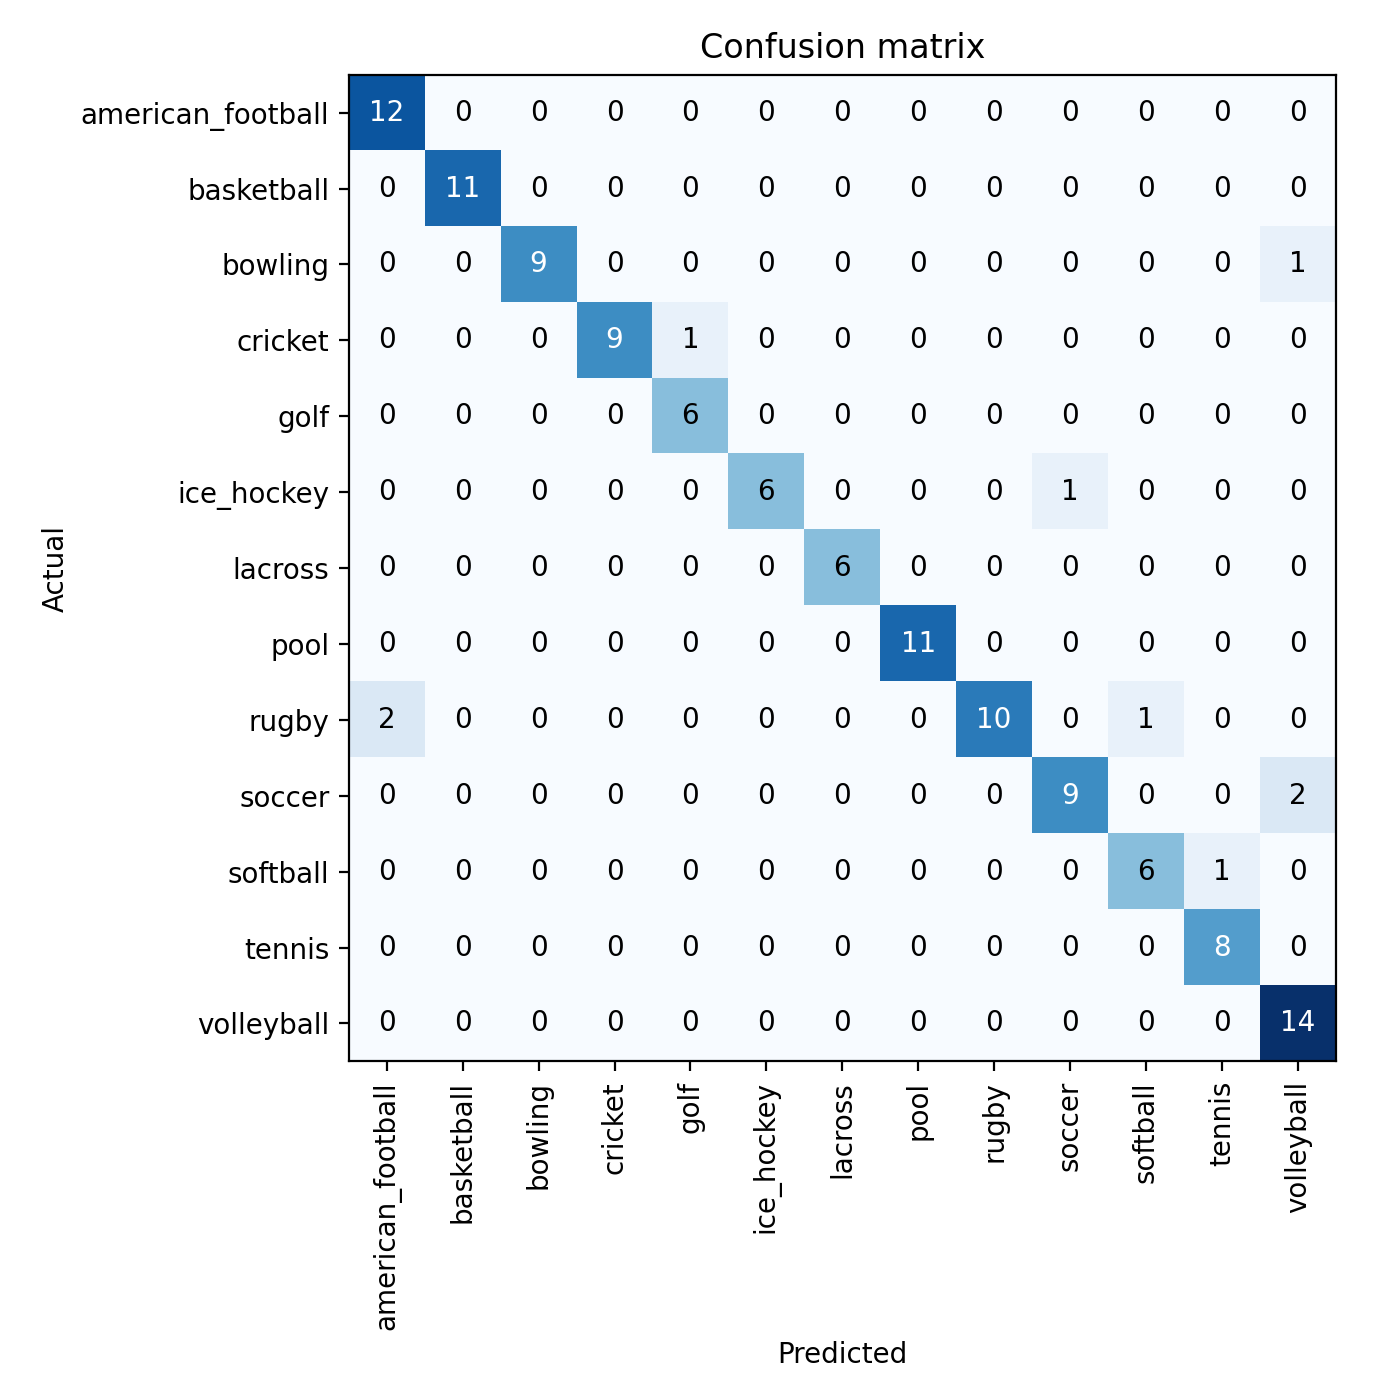 Confusion matrix
american_football 12 0 0 0 0 0 0 0 0 0 0 0 0
basketball 0 11 0 0 0 0 0 0 0 0 0 0 0
bowling 0 0 9 0 0 0 0 0 0 0 0 0 1
cricket 0 0 0 9 1 0 0 0 0 0 0 0 0
golf 0 0 0 0 6 0 0 0 0 0 0 0 0
ice_hockey 0 0 0 0 0 6 0 0 0 1 0 0 0
lacross 0 0 0 0 0 0 6 0 0 0 0 0 0
pool 0 0 0 0 0 0 0 11 0 0 0 0 0
rugby 2 0 0 0 0 0 0 0 10 0 1 0 0
soccer 0 0 0 0 0 0 0 0 0 9 0 0 2
softball 0 0 0 0 0 0 0 0 0 0 6 1 0
tennis 0 0 0 0 0 0 0 0 0 0 0 8 0
volleyball 0 0 0 0 0 0 0 0 0 0 0 0 14
Actual
american_football
basketball
bowling
cricket
golf
ice_hockey
lacross
pool
rugby
soccer
softball
tennis
volleyball
Predicted